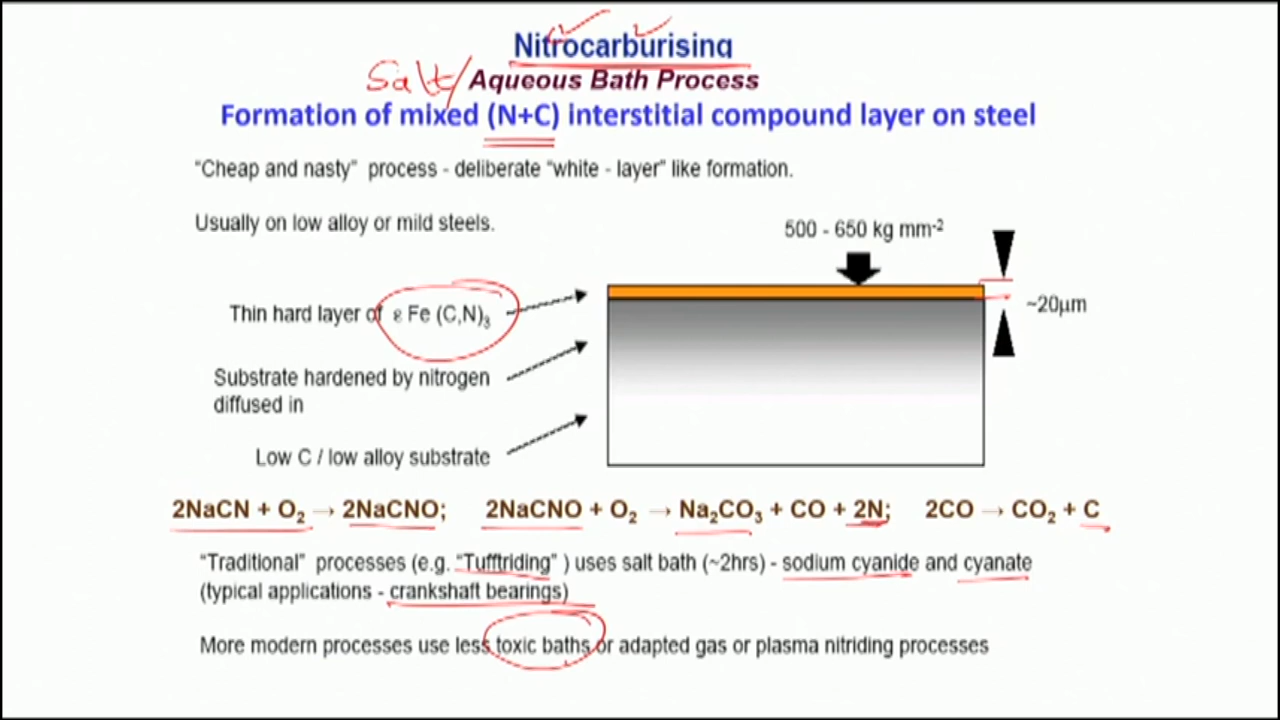 Nitrocarburising
Salt/ Aqueous Bath Process
Formation of mixed (N+C) interstitial compound layer on steel
“Cheap and nasty” process - deliberate “white - layer” like formation.
Usually on low alloy or mild steels.
500 - 650 kg mm⁻²
Thin hard layer of ε Fe (C,N)₃
~20μm
Substrate hardened by nitrogen
diffused in
Low C / low alloy substrate
2NaCN + O₂ → 2NaCNO; 2NaCNO + O₂ → Na₂CO₃ + CO + 2N; 2CO → CO₂ + C
“Traditional” processes (e.g. “Tufftriding” ) uses salt bath (~2hrs) - sodium cyanide and cyanate
(typical applications - crankshaft bearings)
More modern processes use less toxic baths or adapted gas or plasma nitriding processes